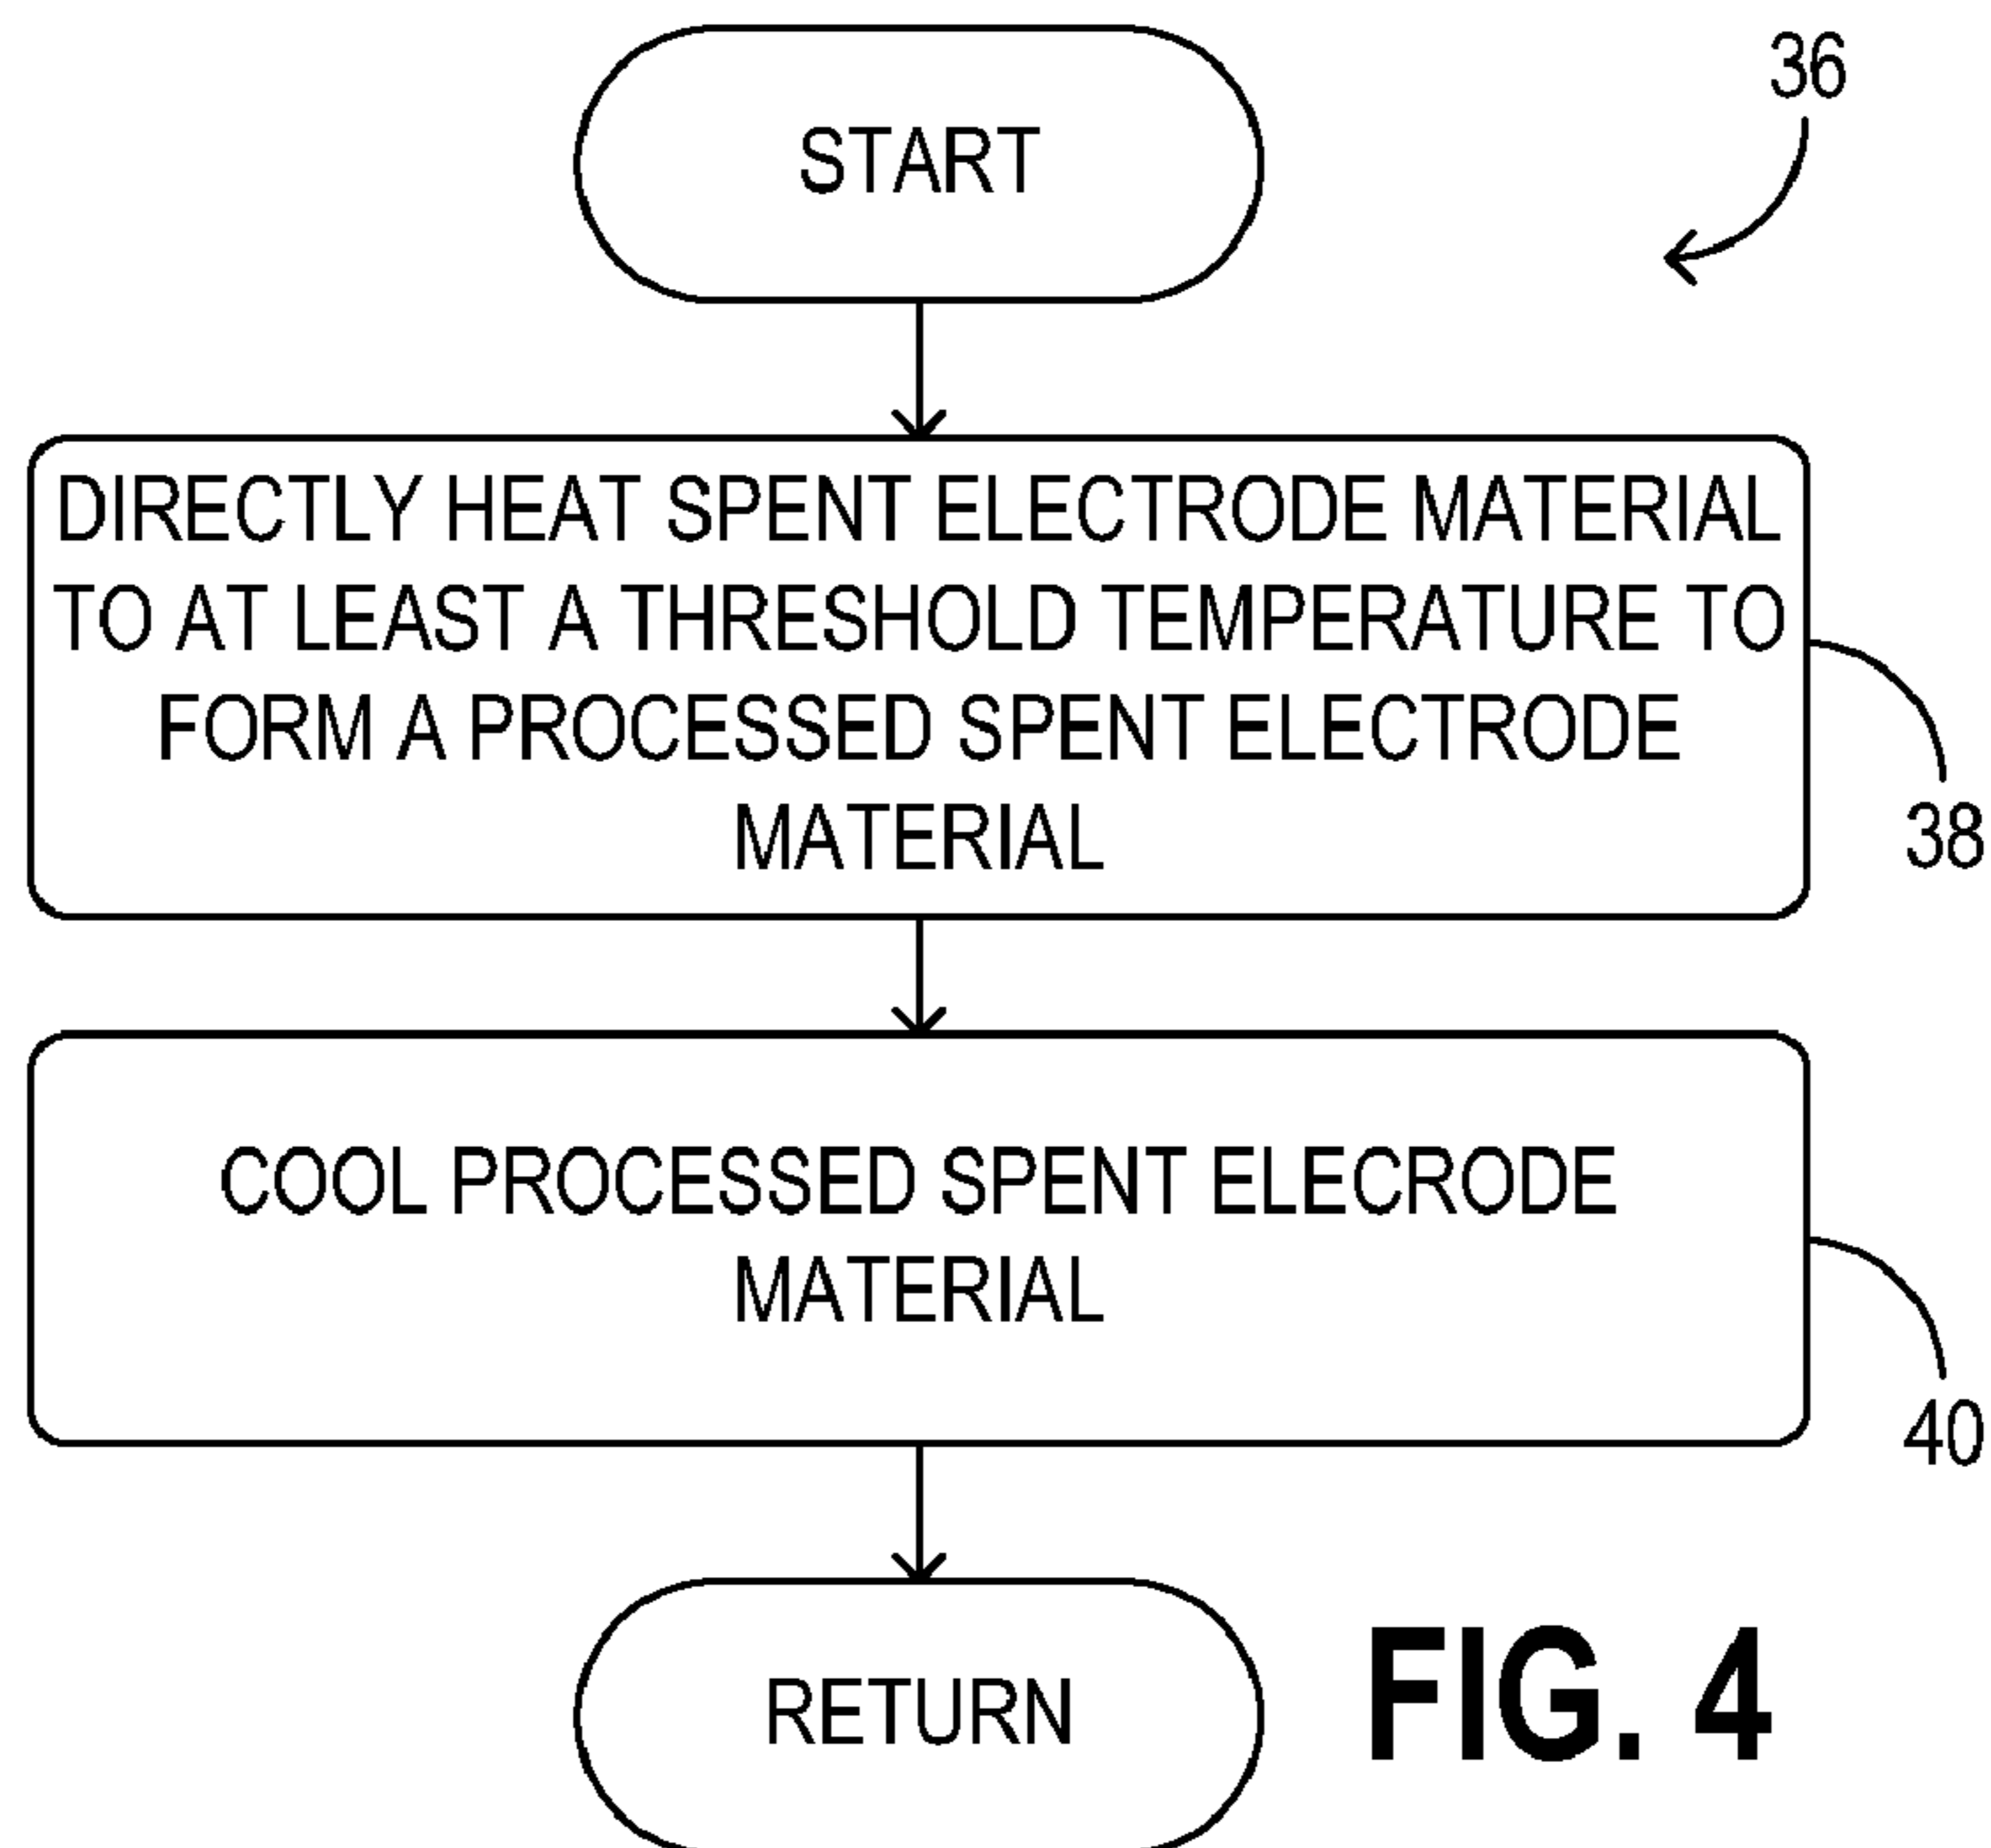 START
36
DIRECTLY HEAT SPENT ELECTRODE MATERIAL
TO AT LEAST A THRESHOLD TEMPERATURE TO
FORM A PROCESSED SPENT ELECTRODE
MATERIAL
38
COOL PROCESSED SPENT ELECRODE
MATERIAL
40
RETURN
FIG. 4